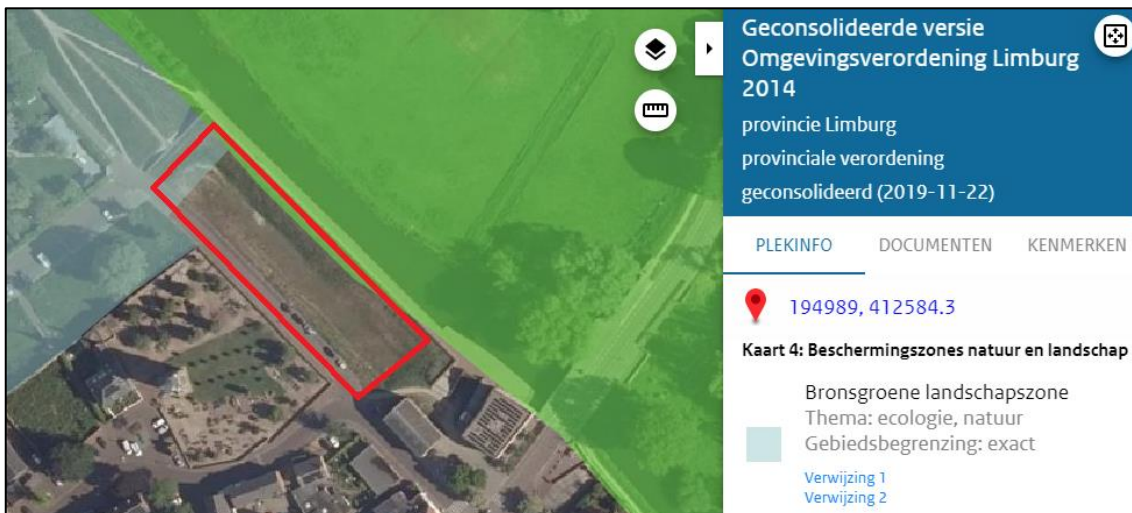 Geconsolideerde versie
Omgevingsverordening Limburg
2014
provincie Limburg
provinciale verordening
geconsolideerd (2019-11-22)
PLEKINFO DOCUMENTEN KENMERKEN
194989, 412584.3
Kaart 4: Beschermingszones natuur en landschap
Bronsgroene landschapszone
Thema: ecologie, natuur
Gebiedsbegrenzing: exact
Verwijzing 1
Verwijzing 2